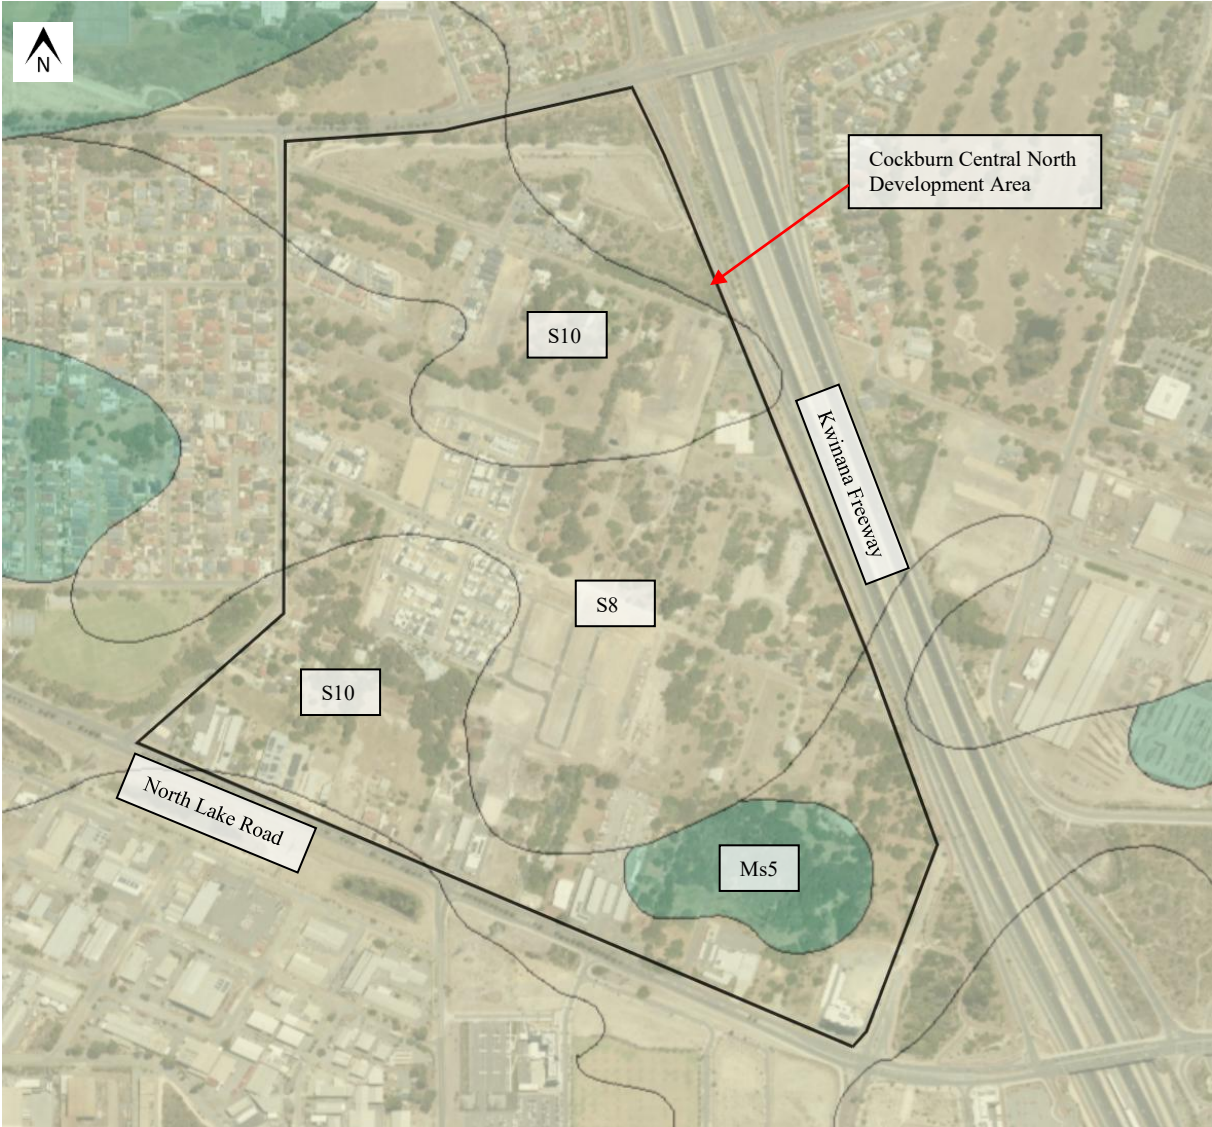 N
Cockburn Central North
Development Area
S10
Kwinana Freeway
S8
S10
North Lake Road
Ms5